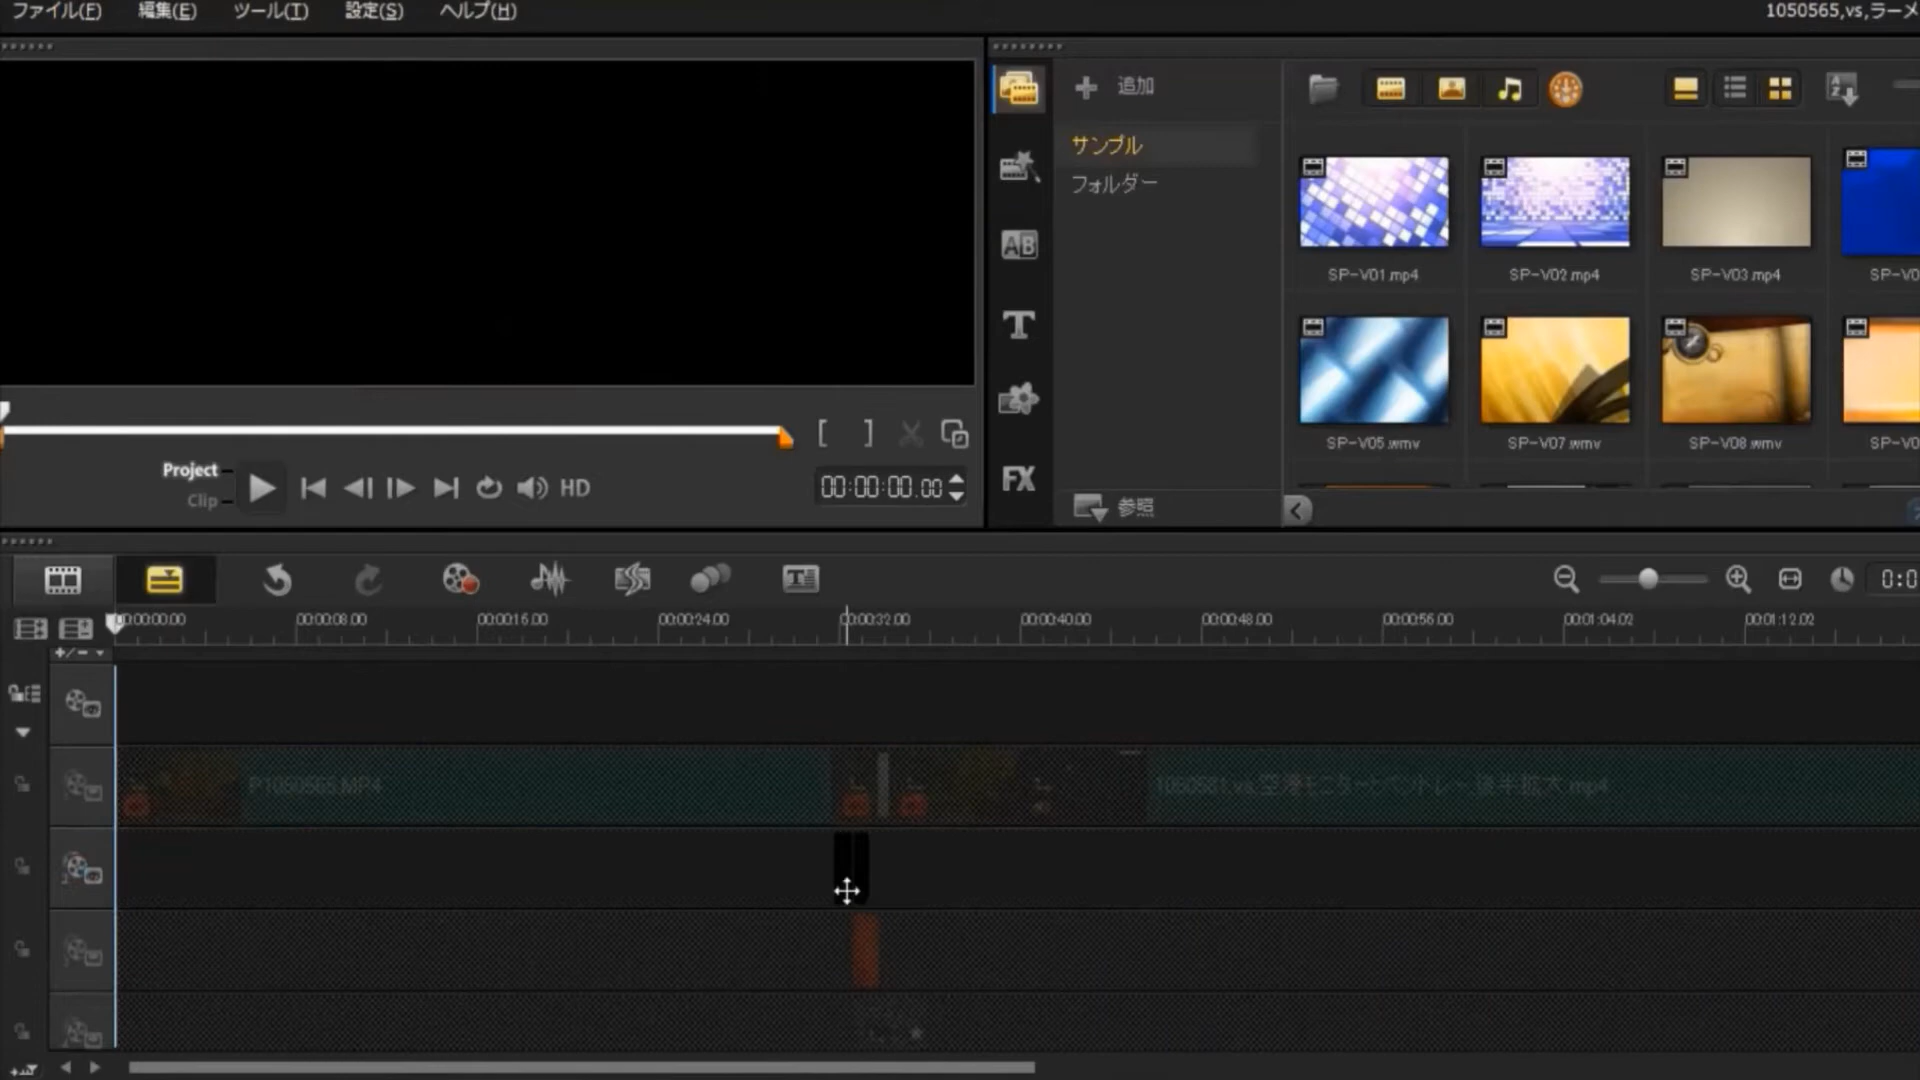 ファイル(F) 編集(E) ツール(T) 設定(S) ヘルプ(H)
1050565,vs,ラーメ
追加
サンプル
フォルダー
SP-V01.mp4 SP-V02.mp4 SP-V03.mp4 SP-V0
SP-V05.wmv SP-V07.wmv SP-V08.wmv SP-V0
AB
T
FX
参照
Project
Clip
HD
00:00:00.00
0:0
00:00:00.00 00:00:08.00 00:00:16.00 00:00:24.00 00:00:32.00 00:00:40.00 00:00:48.00 00:00:56.00 00:01:04.02 00:01:12.02
P1050565.MP4